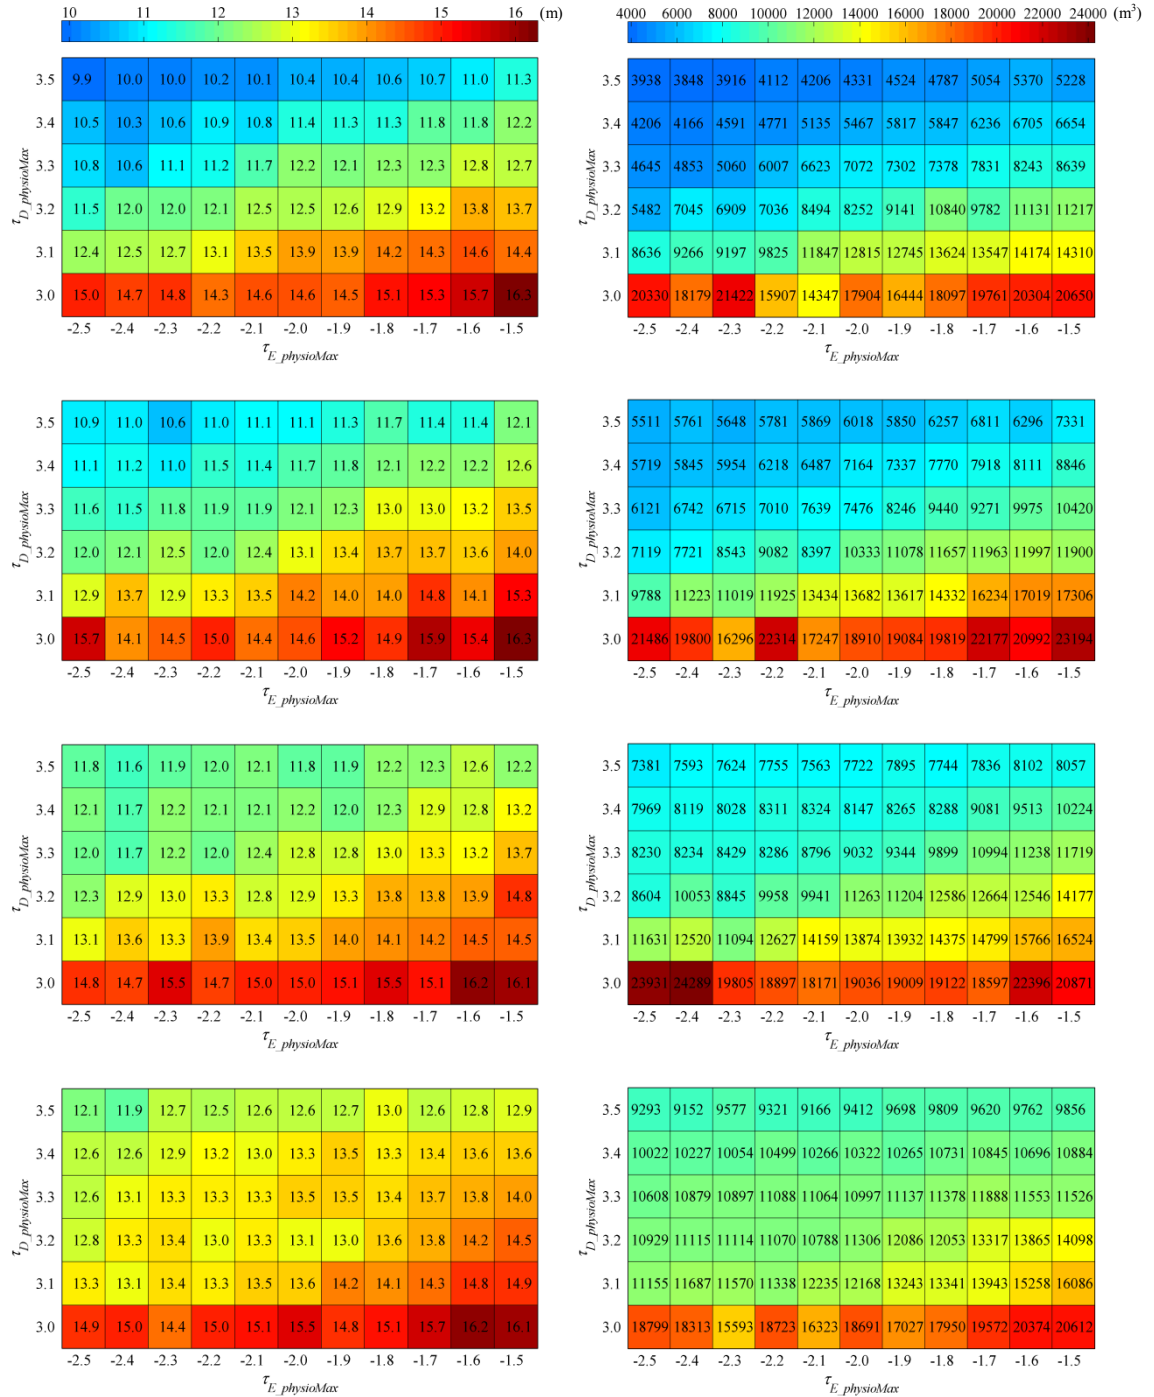 10 11 12 13 14 15 16 (m)
3.5 9.9 10.0 10.0 10.2 10.1 10.4 10.4 10.6 10.7 11.0 11.3
3.4 10.5 10.3 10.6 10.9 10.8 11.4 11.3 11.3 11.8 11.8 12.2
3.3 10.8 10.6 11.1 11.2 11.7 12.2 12.1 12.3 12.3 12.8 12.7
3.2 11.5 12.0 12.0 12.1 12.5 12.5 12.6 12.9 13.2 13.8 13.7
3.1 12.4 12.5 12.7 13.1 13.5 13.9 13.9 14.2 14.3 14.6 14.4
3.0 15.0 14.7 14.8 14.3 14.6 14.6 14.5 15.1 15.3 15.7 16.3
-2.5 -2.4 -2.3 -2.2 -2.1 -2.0 -1.9 -1.8 -1.7 -1.6 -1.5
τE_physioMax
τD_physioMax
4000 6000 8000 10000 12000 14000 16000 18000 20000 22000 24000 (m³)
3.5 3938 3848 3916 4112 4206 4331 4524 4787 5054 5370 5228
3.4 4206 4166 4591 4771 5135 5467 5817 5847 6236 6705 6654
3.3 4645 4853 5060 6007 6623 7072 7302 7378 7831 8243 8639
3.2 5482 7045 6909 7036 8494 8252 9141 10840 9782 11131 11217
3.1 8636 9266 9197 9825 11847 12815 12745 13624 13547 14174 14310
3.0 20330 18179 21422 15907 14347 17904 16444 18097 19761 20304 20650
-2.5 -2.4 -2.3 -2.2 -2.1 -2.0 -1.9 -1.8 -1.7 -1.6 -1.5
τE_physioMax
τD_physioMax
3.5 10.9 11.0 10.6 11.0 11.1 11.1 11.3 11.7 11.4 11.4 12.1
3.4 11.1 11.2 11.0 11.5 11.4 11.7 11.8 12.1 12.2 12.2 12.6
3.3 11.6 11.5 11.8 11.9 11.9 12.1 12.3 13.0 13.0 13.2 13.5
3.2 12.0 12.1 12.5 12.0 12.4 13.1 13.4 13.7 13.7 13.6 14.0
3.1 12.9 13.7 12.9 13.3 13.5 14.2 14.0 14.0 14.8 14.1 15.3
3.0 15.7 14.1 14.5 15.0 14.4 14.6 15.2 14.9 15.9 15.4 16.3
-2.5 -2.4 -2.3 -2.2 -2.1 -2.0 -1.9 -1.8 -1.7 -1.6 -1.5
τE_physioMax
τD_physioMax
3.5 5511 5761 5648 5781 5869 6018 5850 6257 6811 6296 7331
3.4 5719 5845 5954 6218 6487 7164 7337 7770 7918 8111 8846
3.3 6121 6742 6715 7010 7639 7476 8246 9440 9271 9975 10420
3.2 7119 7721 8543 9082 8397 10333 11078 11657 11963 11997 11900
3.1 9788 11223 11019 11925 13434 13682 13617 14332 16234 17019 17306
3.0 21486 19800 16296 22314 17247 18910 19084 19819 22177 20992 23194
-2.5 -2.4 -2.3 -2.2 -2.1 -2.0 -1.9 -1.8 -1.7 -1.6 -1.5
τE_physioMax
τD_physioMax
3.5 11.8 11.6 11.9 12.0 12.1 11.8 11.9 12.2 12.3 12.6 12.2
3.4 12.1 11.7 12.2 12.1 12.1 12.2 12.0 12.3 12.9 12.8 13.2
3.3 12.0 11.7 12.2 12.0 12.4 12.8 12.8 13.0 13.3 13.2 13.7
3.2 12.3 12.9 13.0 13.3 12.8 12.9 13.3 13.8 13.8 13.9 14.8
3.1 13.1 13.6 13.3 13.9 13.4 13.5 14.0 14.1 14.2 14.5 14.5
3.0 14.8 14.7 15.5 14.7 15.0 15.0 15.1 15.5 15.1 16.2 16.1
-2.5 -2.4 -2.3 -2.2 -2.1 -2.0 -1.9 -1.8 -1.7 -1.6 -1.5
τE_physioMax
τD_physioMax
3.5 7381 7593 7624 7755 7563 7722 7895 7744 7836 8102 8057
3.4 7969 8119 8028 8311 8324 8147 8265 8288 9081 9513 10224
3.3 8230 8234 8429 8286 8796 9032 9344 9899 10994 11238 11719
3.2 8604 10053 8845 9958 9941 11263 11204 12586 12664 12546 14177
3.1 11631 12520 11094 12627 14159 13874 13932 14375 14799 15766 16524
3.0 23931 24289 19805 18897 18171 19036 19009 19122 18597 22396 20871
-2.5 -2.4 -2.3 -2.2 -2.1 -2.0 -1.9 -1.8 -1.7 -1.6 -1.5
τE_physioMax
τD_physioMax
3.5 12.1 11.9 12.7 12.5 12.6 12.6 12.7 13.0 12.6 12.8 12.9
3.4 12.6 12.6 12.9 13.2 13.0 13.3 13.5 13.3 13.4 13.6 13.6
3.3 12.6 13.1 13.3 13.3 13.3 13.5 13.5 13.4 13.7 13.8 14.0
3.2 12.8 13.3 13.4 13.0 13.3 13.1 13.0 13.6 13.8 14.2 14.5
3.1 13.3 13.1 13.4 13.3 13.5 13.6 14.2 14.1 14.3 14.8 14.9
3.0 14.9 15.0 14.4 15.0 15.1 15.5 14.8 15.1 15.7 16.2 16.1
-2.5 -2.4 -2.3 -2.2 -2.1 -2.0 -1.9 -1.8 -1.7 -1.6 -1.5
τE_physioMax
τD_physioMax
3.5 9293 9152 9577 9321 9166 9412 9698 9809 9620 9762 9856
3.4 10022 10227 10054 10499 10266 10322 10265 10731 10845 10696 10884
3.3 10608 10879 10897 11088 11064 10997 11137 11378 11888 11553 11526
3.2 10929 11115 11114 11070 10788 11306 12086 12053 13317 13865 14098
3.1 11155 11687 11570 11338 12235 12168 13243 13341 13943 15258 16086
3.0 18799 18313 15593 18723 16323 18691 17027 17950 19572 20374 20612
-2.5 -2.4 -2.3 -2.2 -2.1 -2.0 -1.9 -1.8 -1.7 -1.6 -1.5
τE_physioMax
τD_physioMax